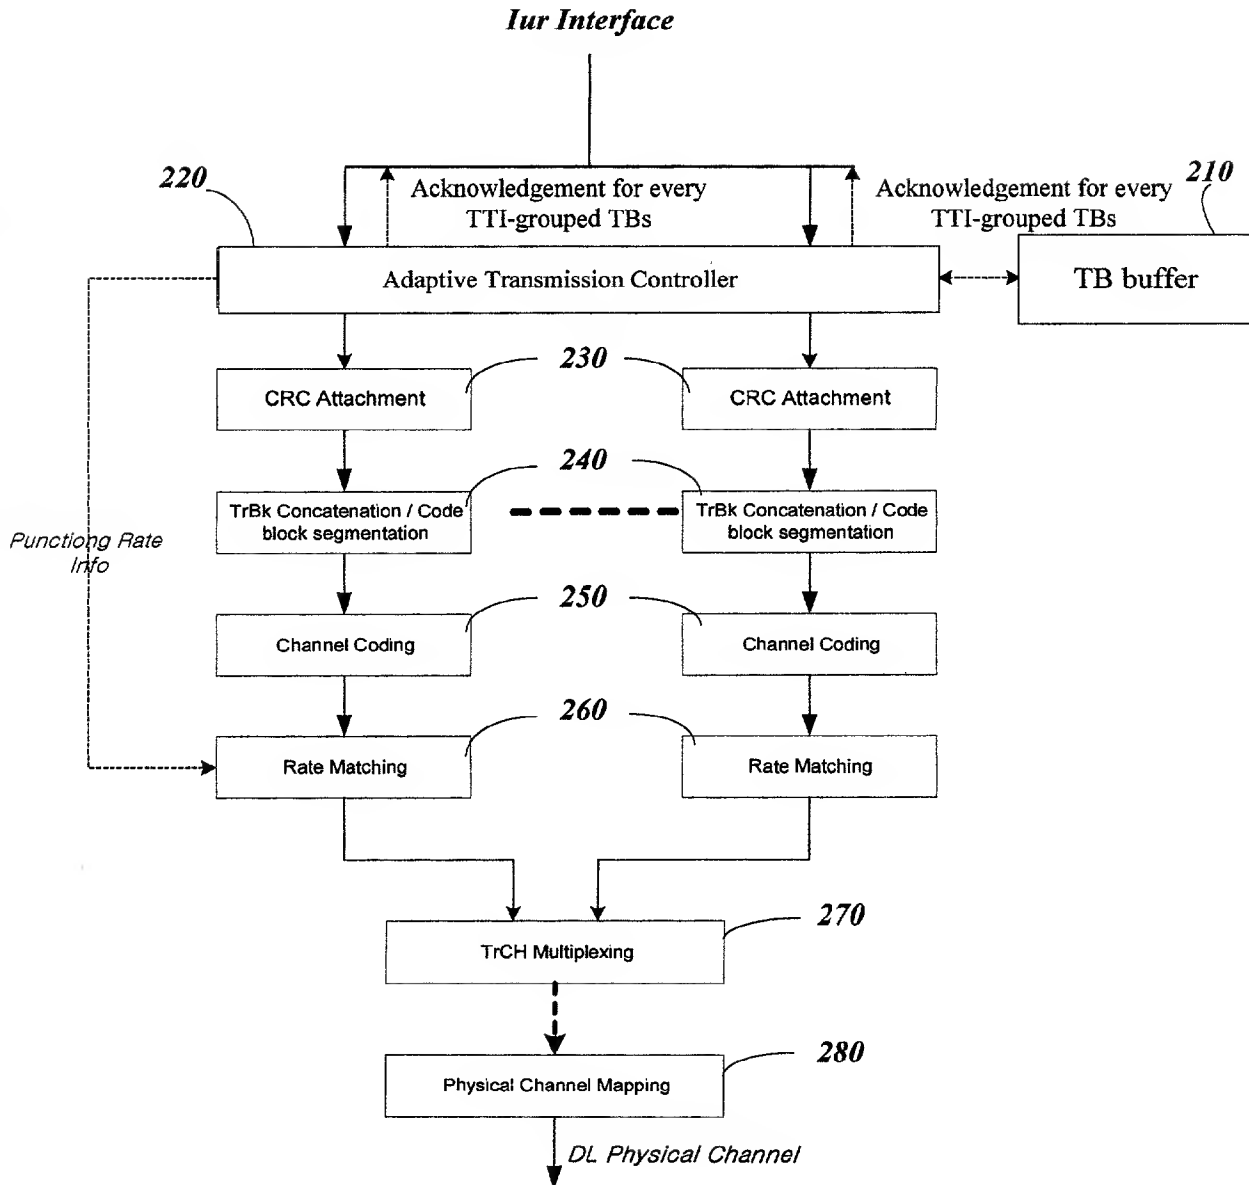 Iur Interface
220
Acknowledgement for every
TTI-grouped TBs
Acknowledgement for every
TTI-grouped TBs
210
Adaptive Transmission Controller
TB buffer
230
CRC Attachment
CRC Attachment
240
TrBk Concatenation / Code
block segmentation
TrBk Concatenation / Code
block segmentation
Punctiong Rate
Info
250
Channel Coding
Channel Coding
260
Rate Matching
Rate Matching
270
TrCH Multiplexing
280
Physical Channel Mapping
DL Physical Channel